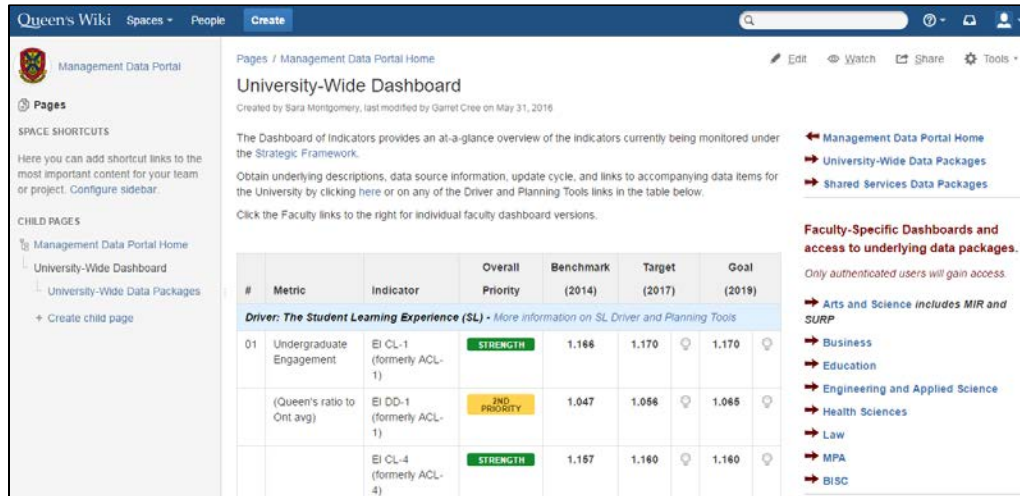 Queen's Wiki Spaces People Create
Management Data Portal
Pages
SPACE SHORTCUTS
Here you can add shortcut links to the
most important content for your team
or project. Configure sidebar.
CHILD PAGES
Management Data Portal Home
University-Wide Dashboard
University-Wide Data Packages
+ Create child page
Pages / Management Data Portal Home
Edit Watch Share Tools
University-Wide Dashboard
Created by Sara Montgomery, last modified by Garret Cree on May 31, 2016
The Dashboard of Indicators provides an at-a-glance overview of the indicators currently being monitored under
the Strategic Framework.
Obtain underlying descriptions, data source information, update cycle, and links to accompanying data items for
the University by clicking here or on any of the Driver and Planning Tools links in the table below.
Click the Faculty links to the right for individual faculty dashboard versions.
# Metric Indicator Overall Priority Benchmark (2014) Target (2017) Goal (2019)
Driver: The Student Learning Experience (SL) - More information on SL Driver and Planning Tools
01 Undergraduate Engagement EI CL-1 (formerly ACL-1) STRENGTH 1.166 1.170 1.170
(Queen's ratio to Ont avg) EI DD-1 (formerly ACL-1) 2ND PRIORITY 1.047 1.056 1.065
EI CL-4 (formerly ACL-4) STRENGTH 1.157 1.160 1.160
Management Data Portal Home
University-Wide Data Packages
Shared Services Data Packages
Faculty-Specific Dashboards and
access to underlying data packages.
Only authenticated users will gain access.
Arts and Science includes MIR and
SURP
Business
Education
Engineering and Applied Science
Health Sciences
Law
MPA
BISC